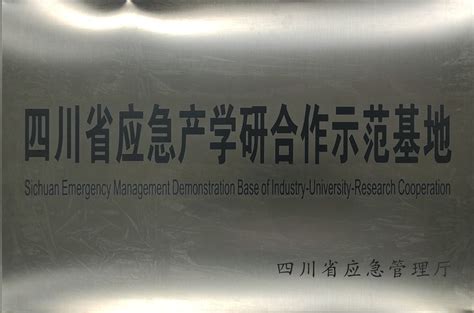 四川省应急产学研合作示范基地
Sichuan Emergency Management Demonstration Base of Industry-University-Research Cooperation
四川省应急管理厅